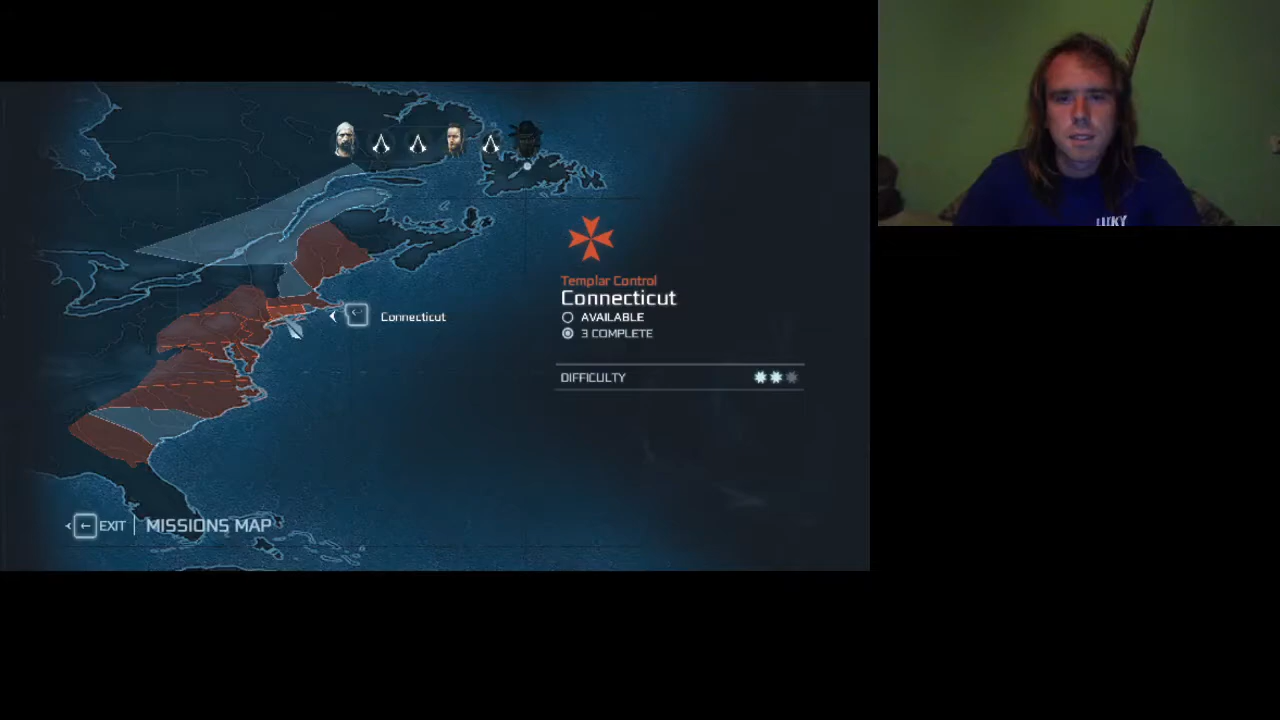 Templar Control
Connecticut
AVAILABLE
3 COMPLETE
Connecticut
DIFFICULTY
EXIT
MISSIONS MAP